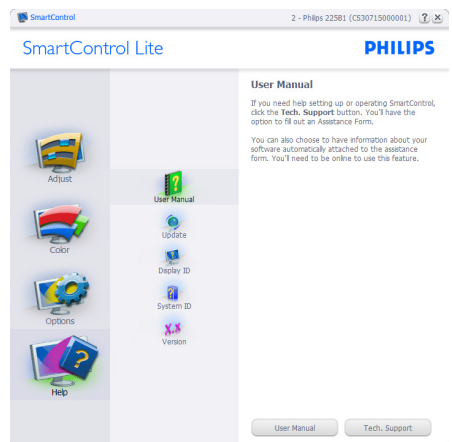 SmartControl
2 - Philips 225B1 (CS30715000001)
? X
SmartControl Lite
PHILIPS
Adjust
Color
Options
?
Help
?
User Manual
Update
Display ID
?
System ID
X.X
Version
User Manual
If you need help setting up or operating SmartControl,
click the Tech. Support button. You'll have the
option to fill out an Assistance Form.
You can also choose to have information about your
software automatically attached to the assistance
form. You'll need to be online to use this feature.
User Manual
Tech. Support